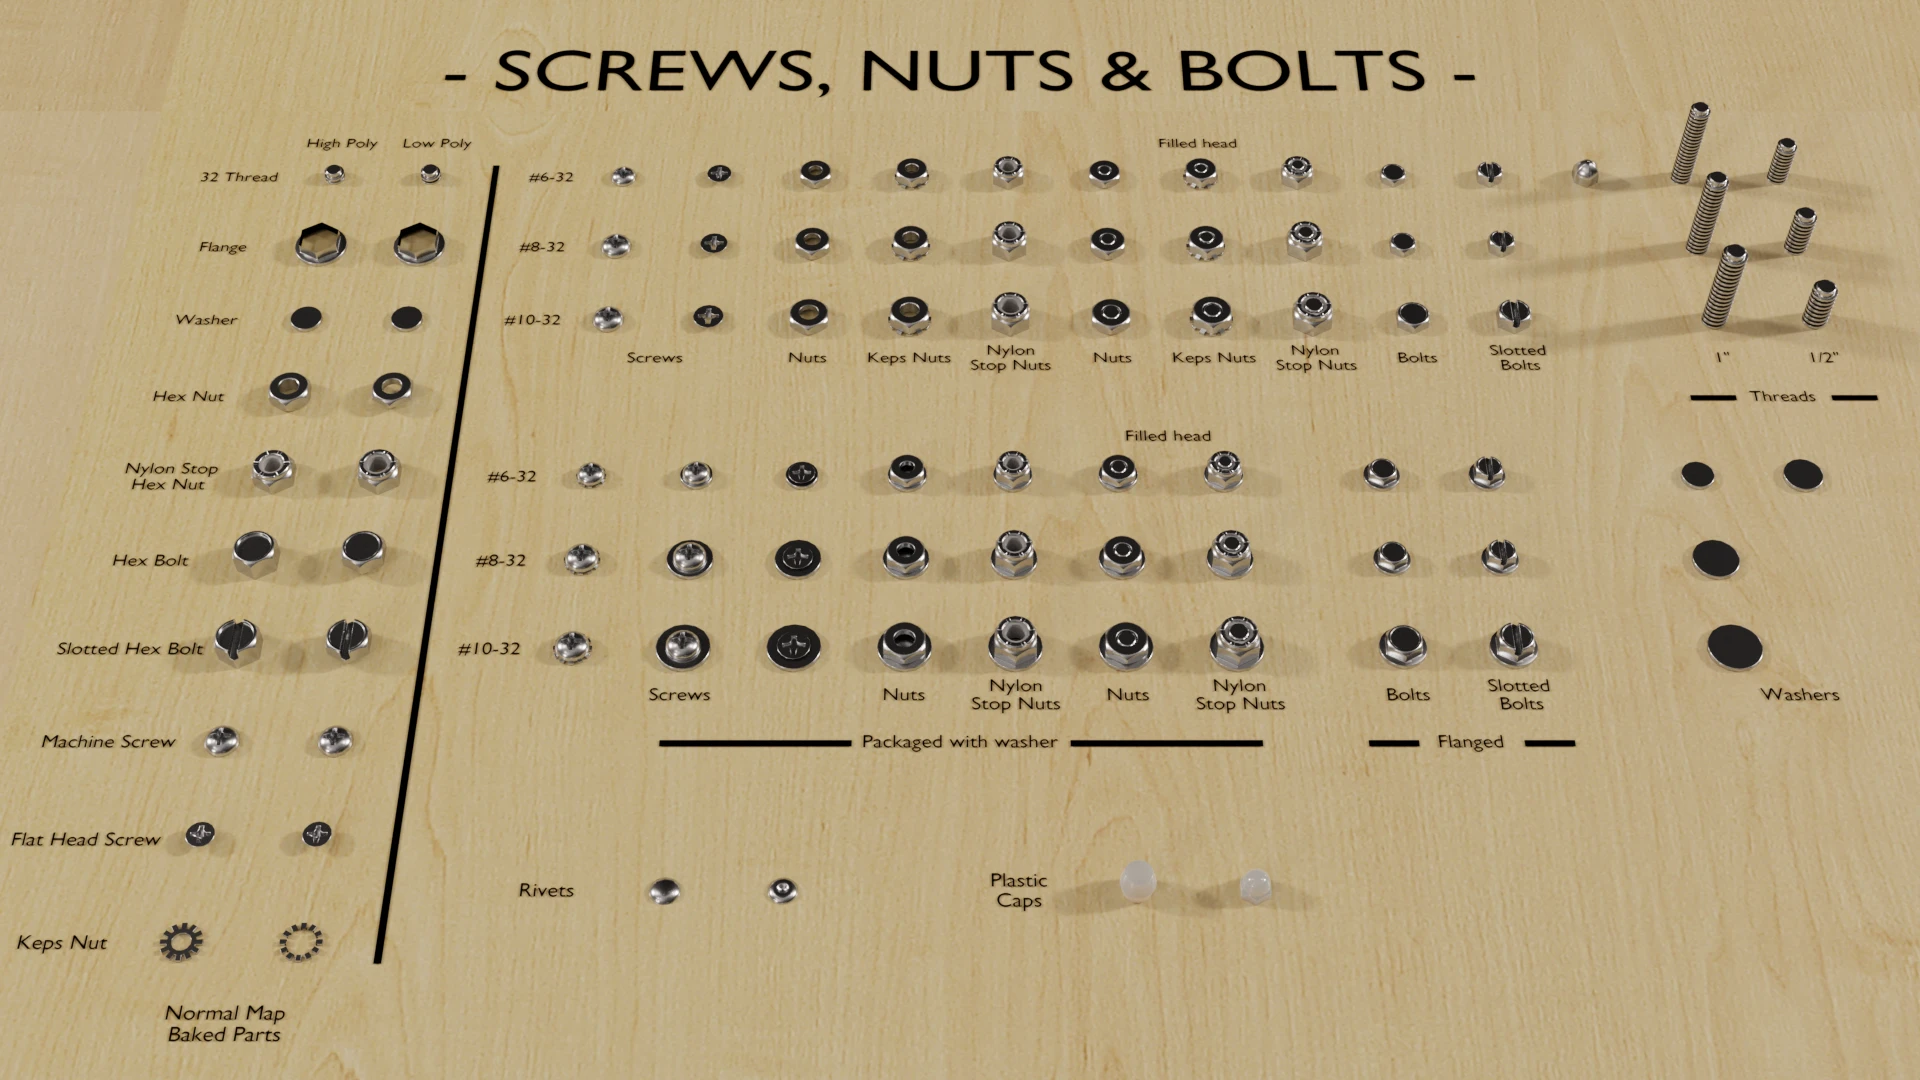 - SCREWS, NUTS & BOLTS -
High Poly
Low Poly
32 Thread
Flange
Washer
Hex Nut
Nylon Stop
Hex Nut
Hex Bolt
Slotted Hex Bolt
Machine Screw
Flat Head Screw
Keps Nut
Normal Map
Baked Parts
Filled head
#6-32
#8-32
#10-32
Screws
Nuts
Keps Nuts
Nylon
Stop Nuts
Nuts
Keps Nuts
Nylon
Stop Nuts
Bolts
Slotted
Bolts
1"
1/2"
Threads
Filled head
#6-32
#8-32
#10-32
Screws
Nuts
Nylon
Stop Nuts
Nuts
Nylon
Stop Nuts
Bolts
Slotted
Bolts
Washers
Packaged with washer
Flanged
Rivets
Plastic
Caps